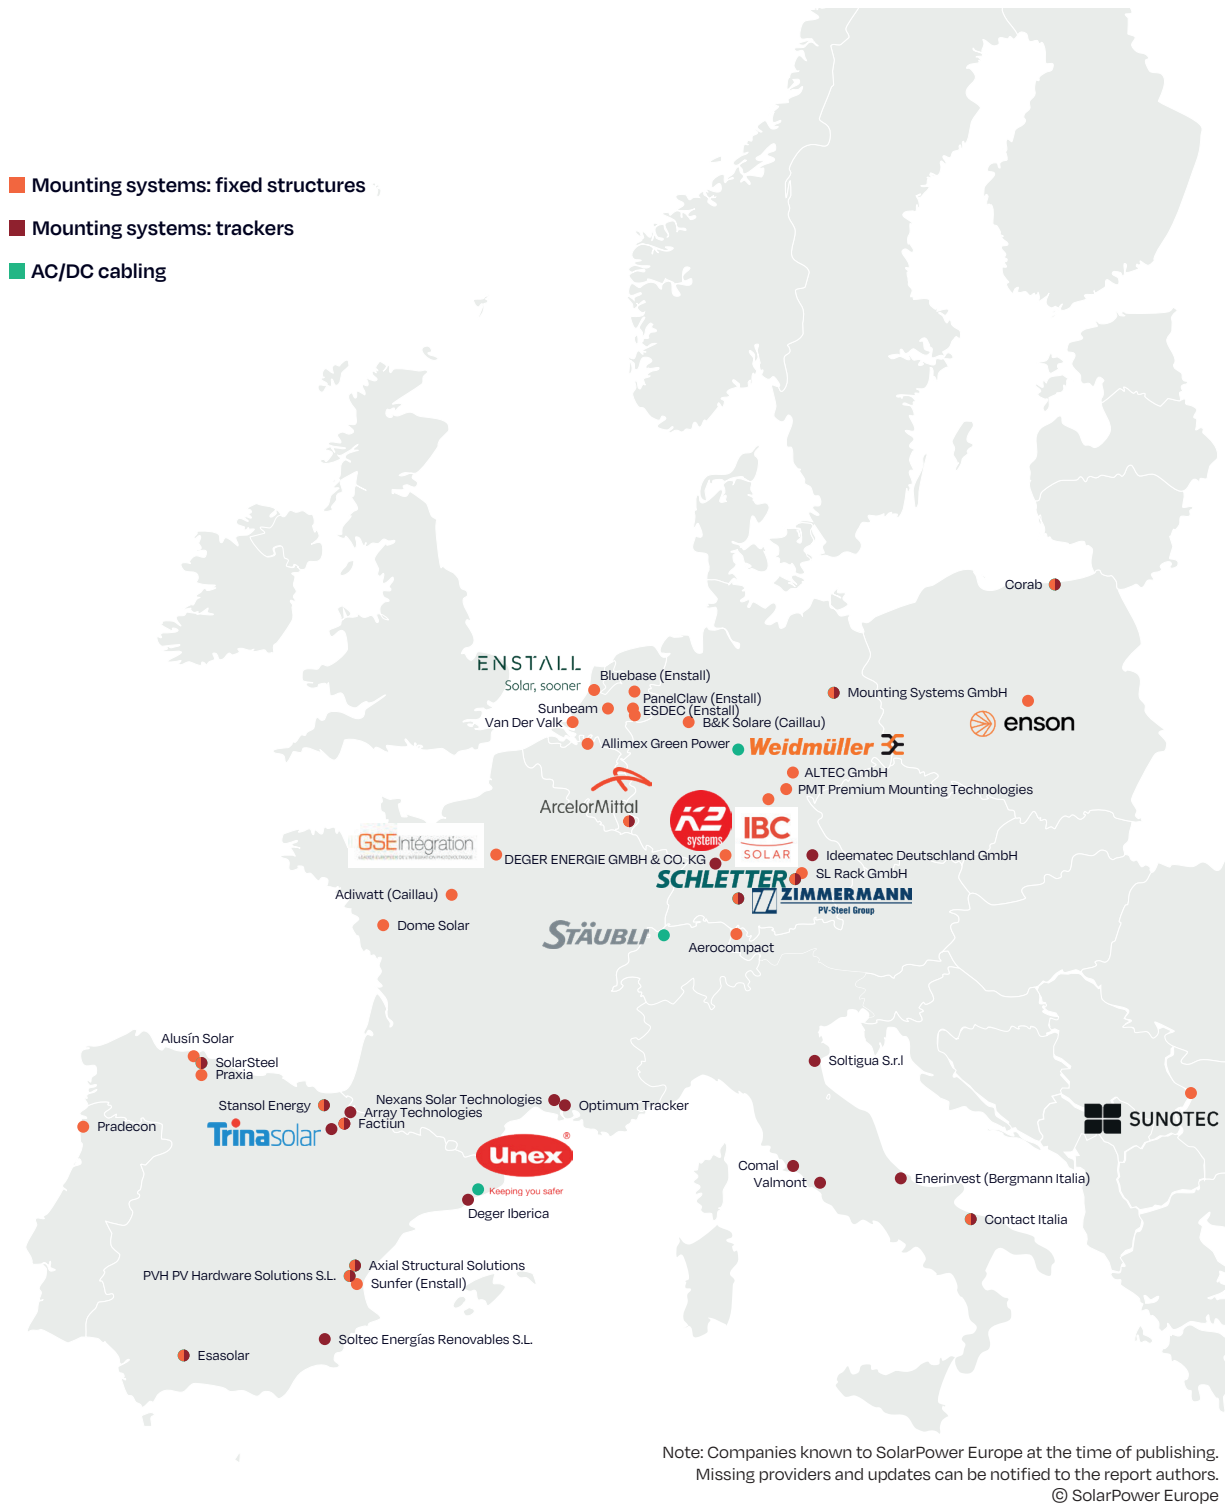 Mounting systems: fixed structures
Mounting systems: trackers
AC/DC cabling
Corab
ENSTALL
Solar, sooner
Bluebase (Enstall)
PanelClaw (Enstall)
Sunbeam
ESDEC (Enstall)
Van Der Valk
B&K Solare (Caillau)
Mounting Systems GmbH
enson
Allimex Green Power
Weidmüller
ALTEC GmbH
PMT Premium Mounting Technologies
ArcelorMittal
K2
systems
IBC
SOLAR
GSE Intégration
LEADER EUROPÉEN DE L'INTÉGRATION PHOTOVOLTAÏQUE
DEGER ENERGIE GMBH & CO. KG
Ideematec Deutschland GmbH
SL Rack GmbH
SCHLETTER
ZIMMERMANN
PV-Steel Group
Adiwatt (Caillau)
Dome Solar
STÄUBLI
Aerocompact
Alusín Solar
SolarSteel
Praxia
Soltigua S.r.l
Stansol Energy
Nexans Solar Technologies
Array Technologies
Optimum Tracker
Factiun
Pradecon
Trinasolar
SUNOTEC
Unex®
Keeping you safer
Deger Iberica
Comal
Valmont
Enerinvest (Bergmann Italia)
Contact Italia
Axial Structural Solutions
PVH PV Hardware Solutions S.L.
Sunfer (Enstall)
Soltec Energías Renovables S.L.
Esasolar
Note: Companies known to SolarPower Europe at the time of publishing.
Missing providers and updates can be notified to the report authors.
© SolarPower Europe